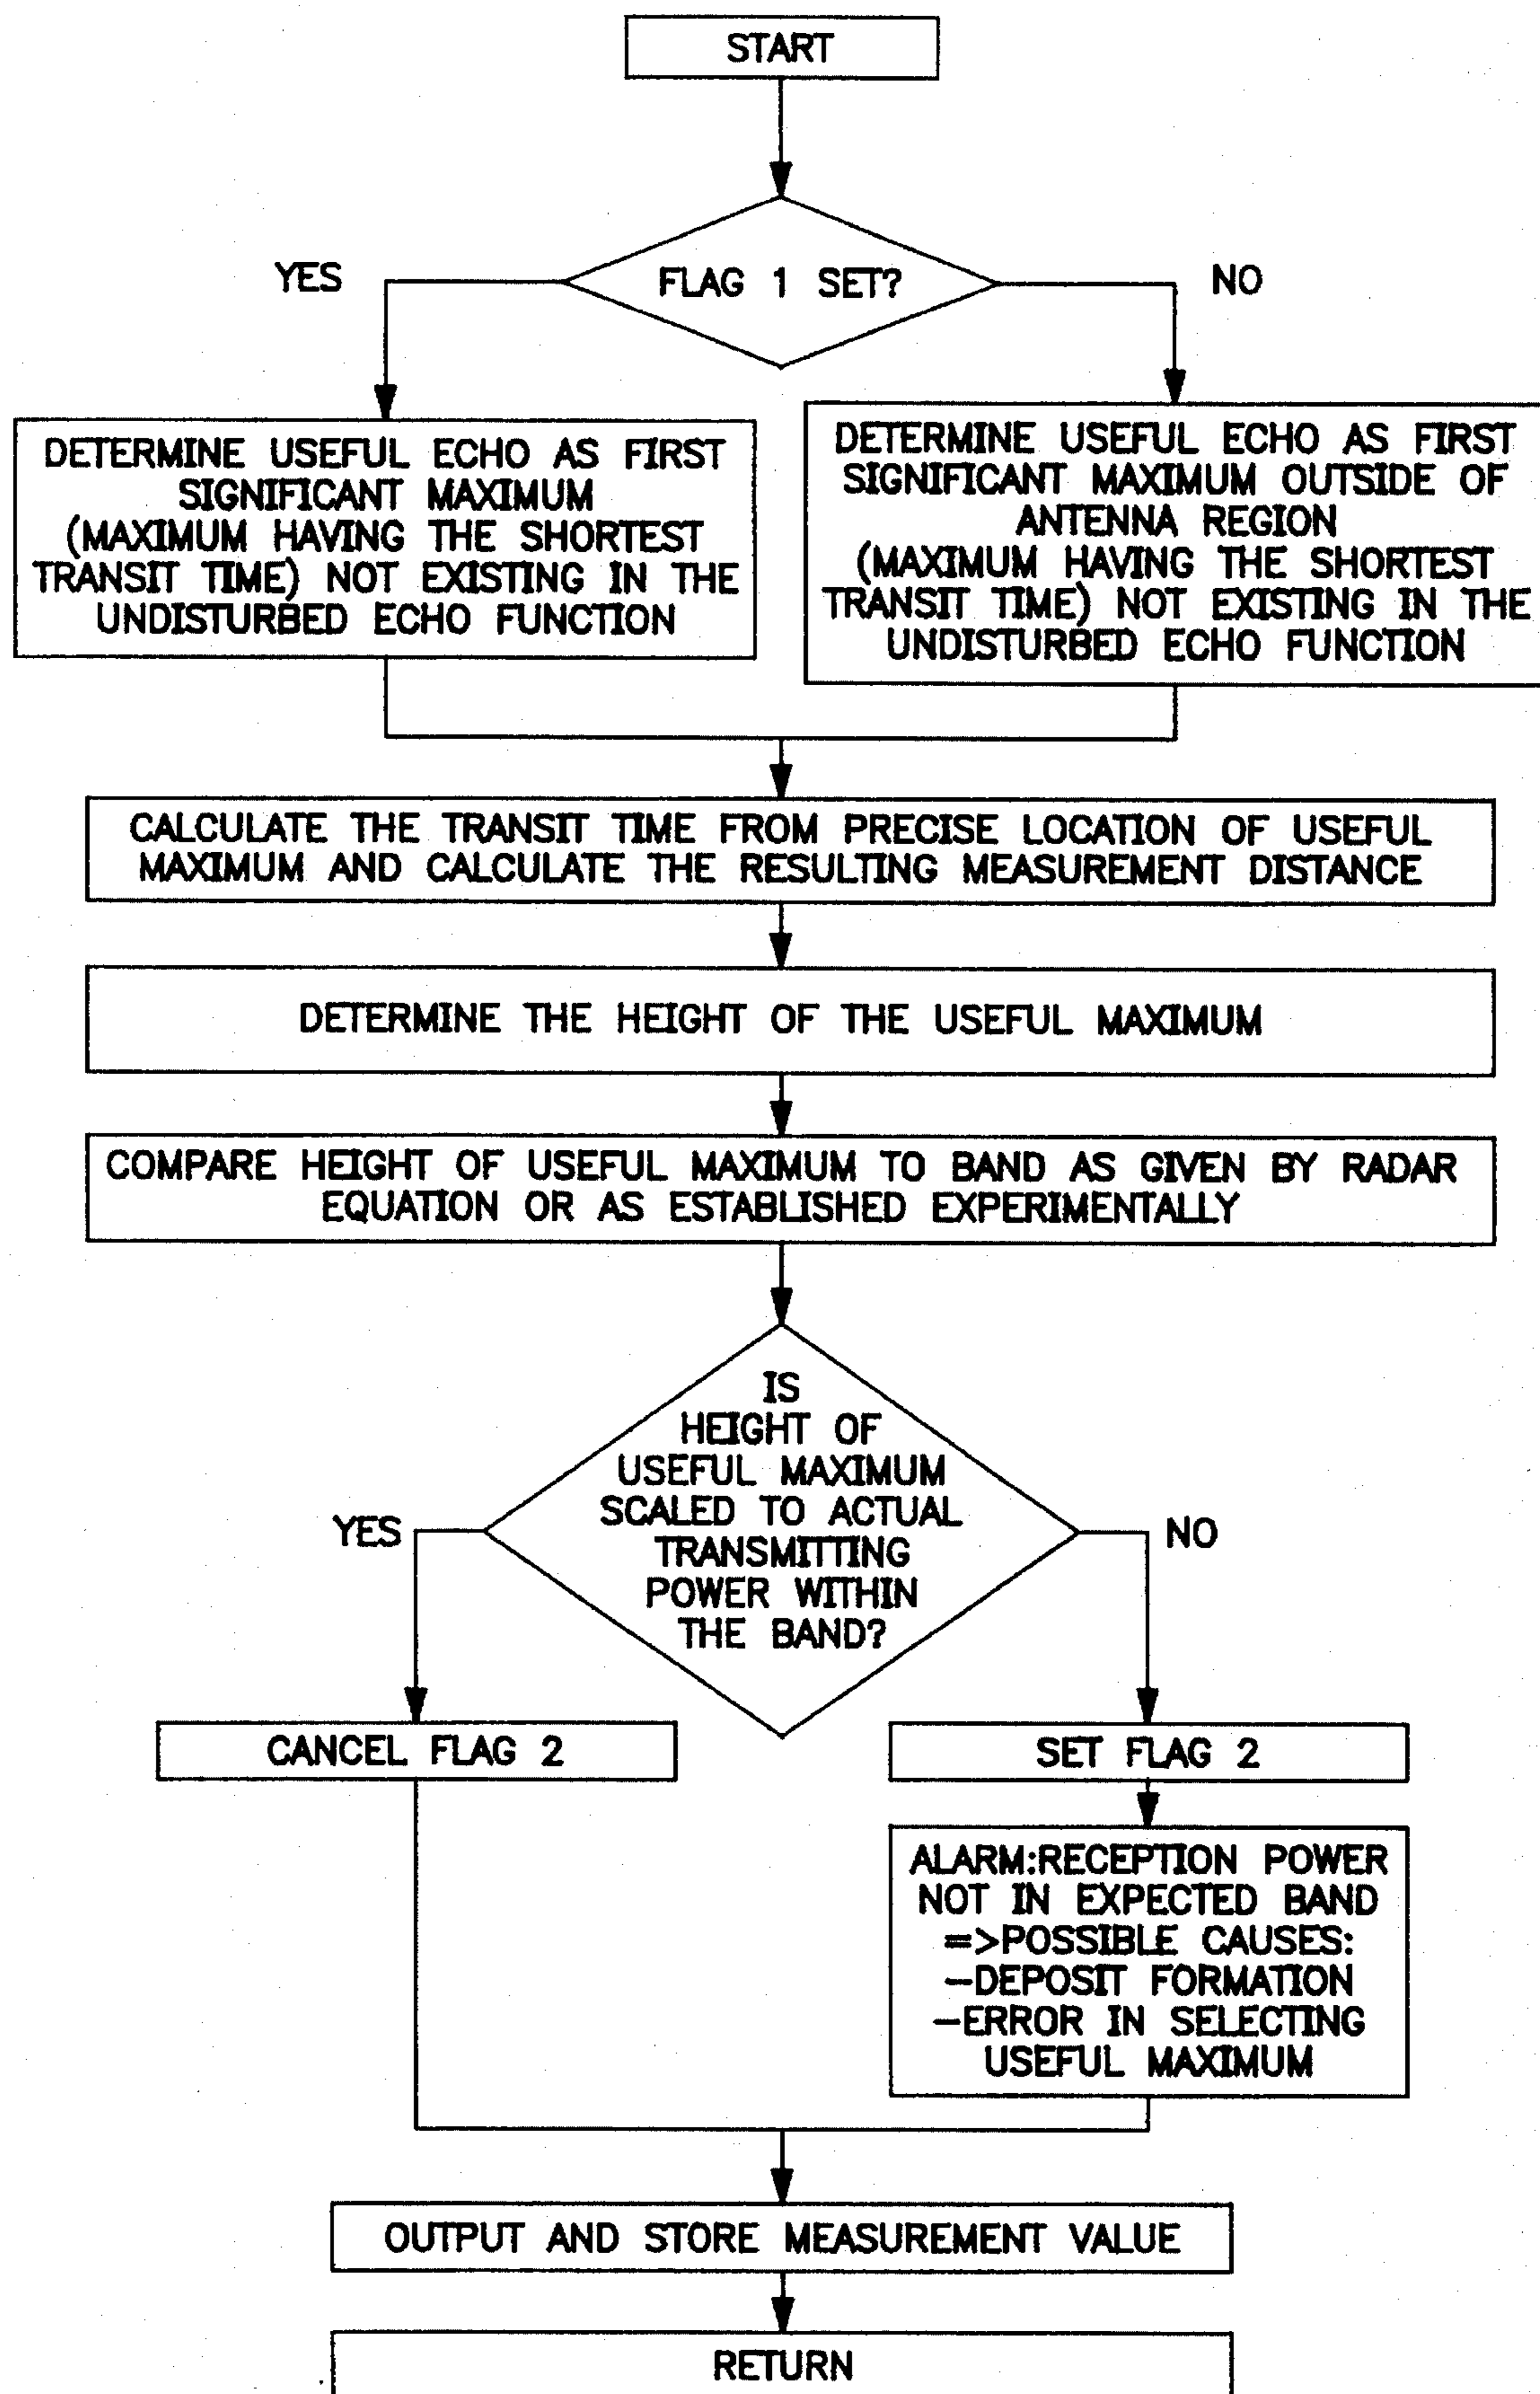 START
FLAG 1 SET?
YES
NO
DETERMINE USEFUL ECHO AS FIRST
SIGNIFICANT MAXIMUM
(MAXIMUM HAVING THE SHORTEST
TRANSIT TIME) NOT EXISTING IN THE
UNDISTURBED ECHO FUNCTION
DETERMINE USEFUL ECHO AS FIRST
SIGNIFICANT MAXIMUM OUTSIDE OF
ANTENNA REGION
(MAXIMUM HAVING THE SHORTEST
TRANSIT TIME) NOT EXISTING IN THE
UNDISTURBED ECHO FUNCTION
CALCULATE THE TRANSIT TIME FROM PRECISE LOCATION OF USEFUL
MAXIMUM AND CALCULATE THE RESULTING MEASUREMENT DISTANCE
DETERMINE THE HEIGHT OF THE USEFUL MAXIMUM
COMPARE HEIGHT OF USEFUL MAXIMUM TO BAND AS GIVEN BY RADAR
EQUATION OR AS ESTABLISHED EXPERIMENTALLY
IS
HEIGHT OF
USEFUL MAXIMUM
SCALED TO ACTUAL
TRANSMITTING
POWER WITHIN
THE BAND?
YES
NO
CANCEL FLAG 2
SET FLAG 2
ALARM:RECEPTION POWER
NOT IN EXPECTED BAND
=>POSSIBLE CAUSES:
-DEPOSIT FORMATION
-ERROR IN SELECTING
USEFUL MAXIMUM
OUTPUT AND STORE MEASUREMENT VALUE
RETURN